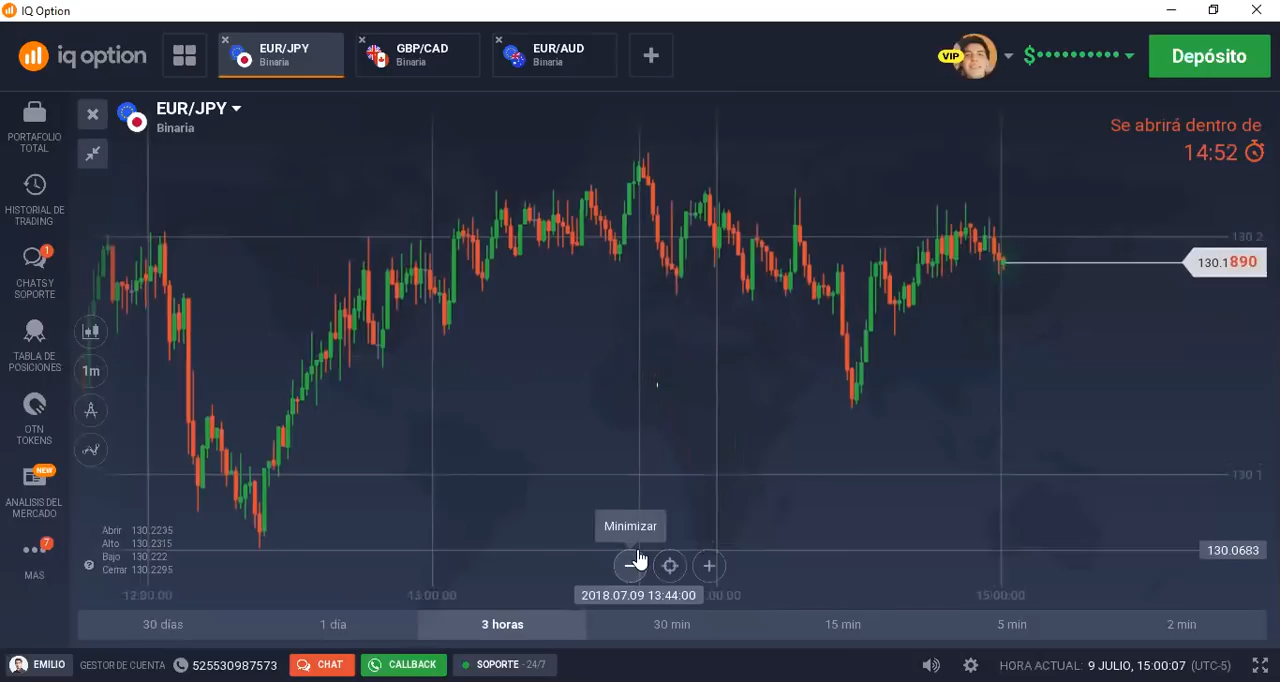 IQ Option
iq option
EUR/JPY
Binaria
GBP/CAD
Binaria
EUR/AUD
Binaria
VIP
$
Depósito
PORTAFOLIO
TOTAL
HISTORIAL DE
TRADING
1
CHATS Y
SOPORTE
TABLA DE
POSICIONES
OTN
TOKENS
NEW
ANALISIS DEL
MERCADO
7
MAS
EUR/JPY
Binaria
Se abrirá dentro de
14:52
130.2
130.1890
130.1
130.0683
1m
Abrir 130.2235
Alto 130.2315
Bajo 130.222
Cerrar 130.2295
Minimizar
12:00:00
13:00:00
2018.07.09 13:44:00
:00:00
15:00:00
30 días
1 día
3 horas
30 min
15 min
5 min
2 min
EMILIO
GESTOR DE CUENTA
525530987573
CHAT
CALLBACK
SOPORTE - 24/7
HORA ACTUAL: 9 JULIO, 15:00:07 (UTC-5)